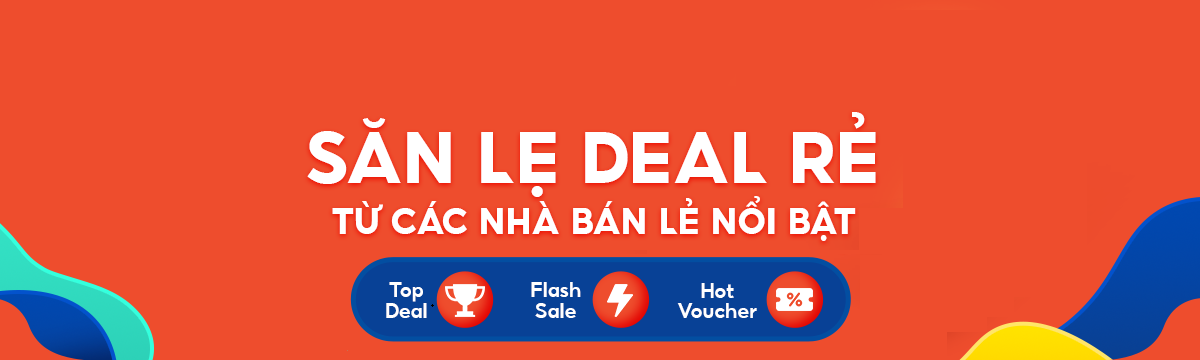 SĂN LẸ DEAL RẺ
TỪ CÁC NHÀ BÁN LẺ NỔI BẬT
Top Deal
Flash Sale
Hot Voucher
%